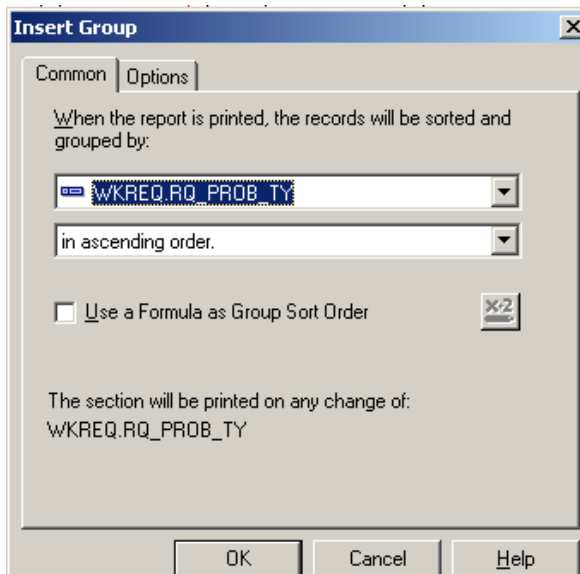 Insert Group
Common
Options
When the report is printed, the records will be sorted and
grouped by:
WKREQ.RQ_PROB_TY
in ascending order.
Use a Formula as Group Sort Order
x·2
The section will be printed on any change of:
WKREQ.RQ_PROB_TY
OK
Cancel
Help